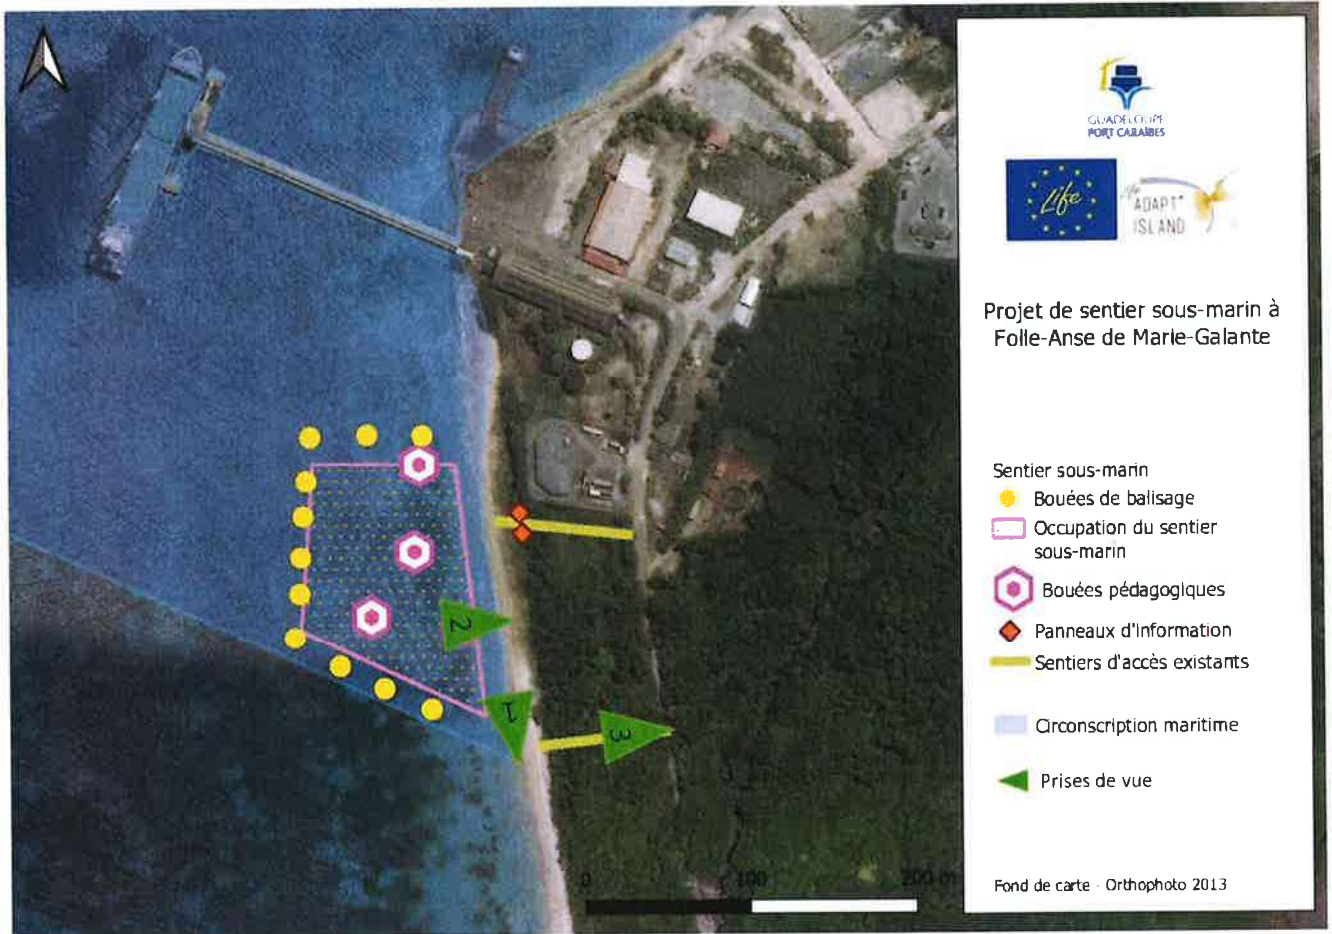 GUADELOUPE
PORT CARAÏBES
Life
ADAPT
ISLAND
Projet de sentier sous-marin à
Folle-Anse de Marie-Galante
Sentier sous-marin
Bouées de balisage
Occupation du sentier
sous-marin
Bouées pédagogiques
Panneaux d'information
Sentiers d'accès existants
Circonscription maritime
Prises de vue
Fond de carte - Orthophoto 2013
2
1
3
0 100 200 m